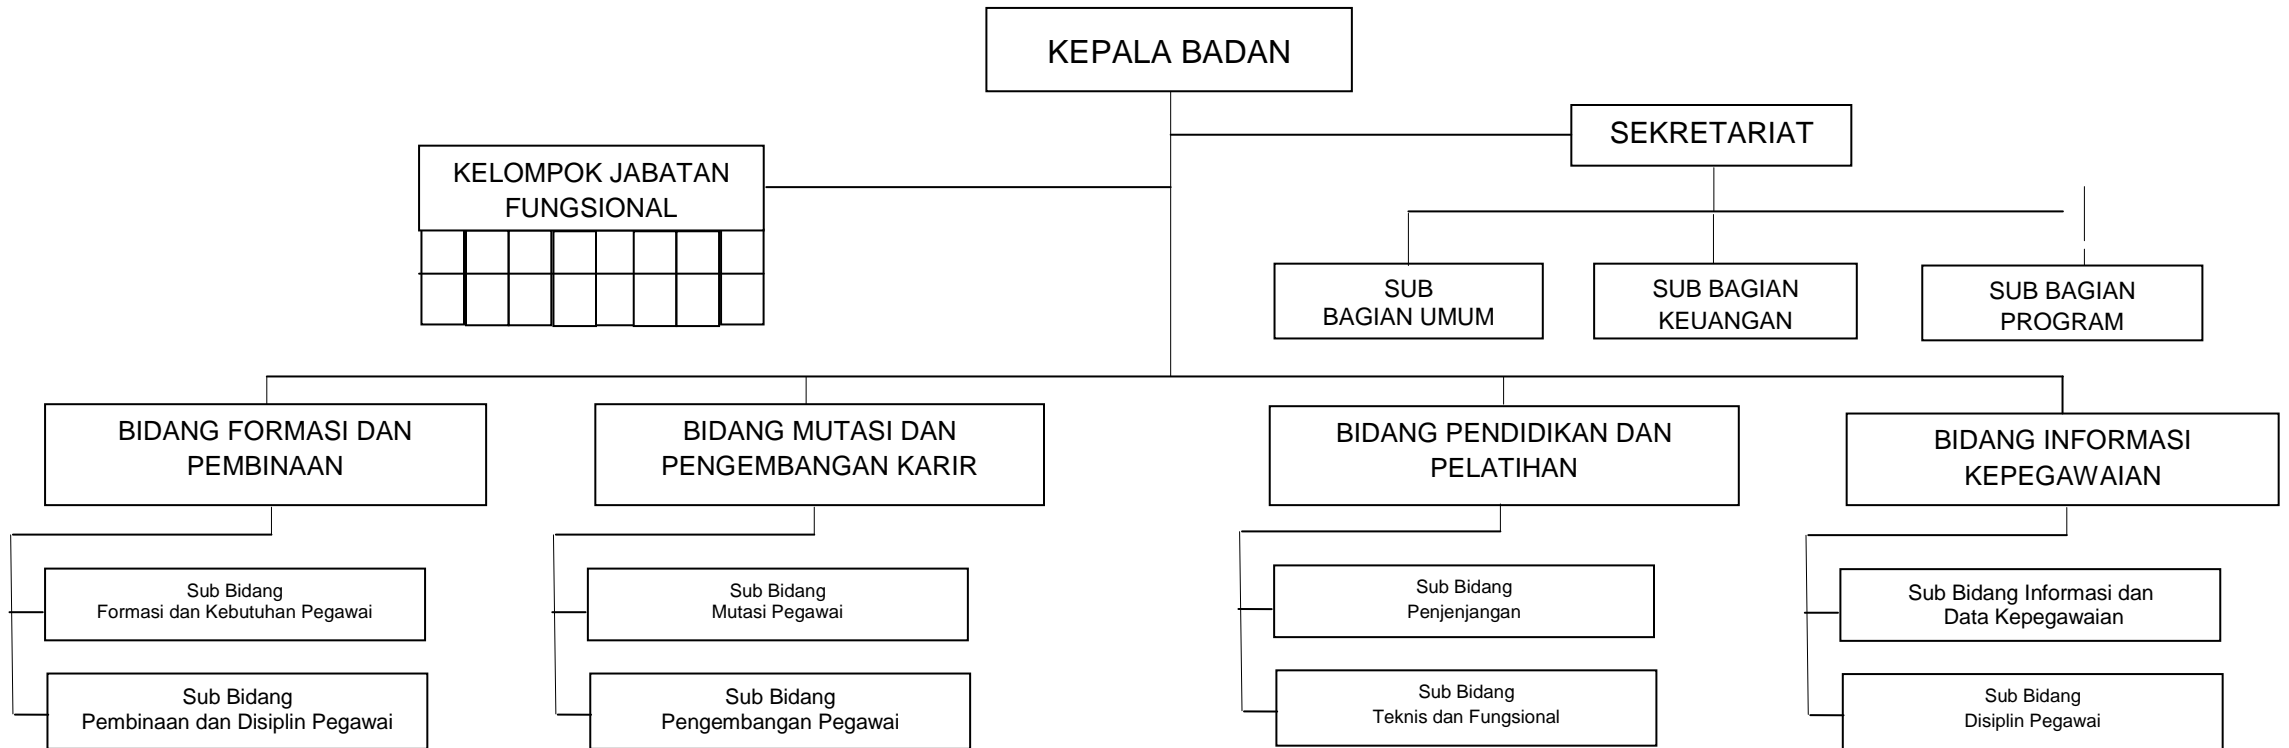 KEPALA BADAN
SEKRETARIAT
KELOMPOK JABATAN
FUNGSIONAL
SUB
BAGIAN UMUM
SUB BAGIAN
KEUANGAN
SUB BAGIAN
PROGRAM
BIDANG FORMASI DAN
PEMBINAAN
BIDANG MUTASI DAN
PENGEMBANGAN KARIR
BIDANG PENDIDIKAN DAN
PELATIHAN
BIDANG INFORMASI
KEPEGAWAIAN
Sub Bidang
Formasi dan Kebutuhan Pegawai
Sub Bidang
Mutasi Pegawai
Sub Bidang
Penjenjangan
Sub Bidang Informasi dan
Data Kepegawaian
Sub Bidang
Pembinaan dan Disiplin Pegawai
Sub Bidang
Pengembangan Pegawai
Sub Bidang
Teknis dan Fungsional
Sub Bidang
Disiplin Pegawai